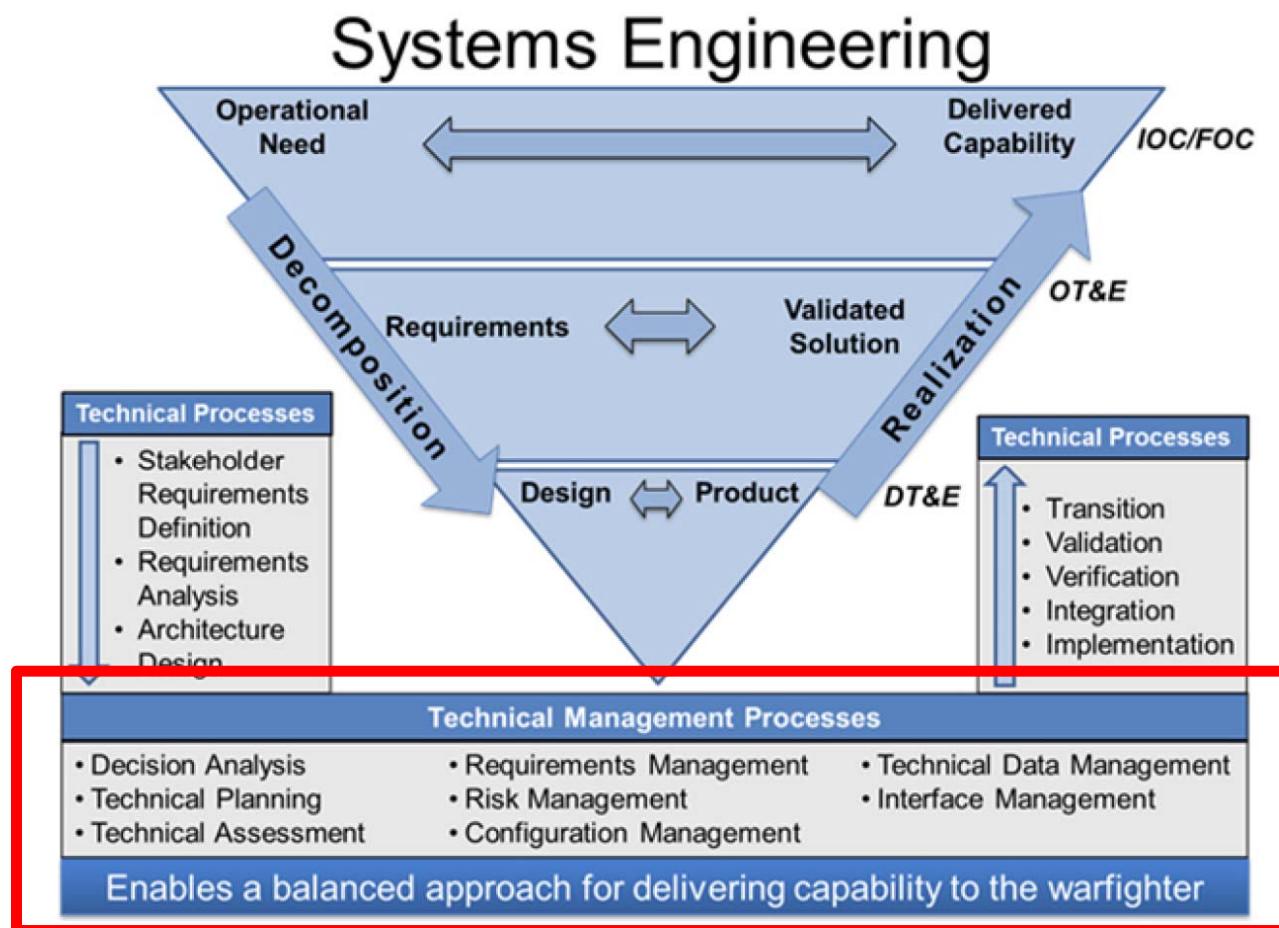 Systems Engineering
Operational
Need
Delivered
Capability
IOC/FOC
Decomposition
Realization
OT&E
Requirements
Validated
Solution
Design
Product
DT&E
Technical Processes
• Stakeholder
Requirements
Definition
• Requirements
Analysis
• Architecture
Design
Technical Processes
• Transition
• Validation
• Verification
• Integration
• Implementation
Technical Management Processes
• Decision Analysis
• Technical Planning
• Technical Assessment
• Requirements Management
• Risk Management
• Configuration Management
• Technical Data Management
• Interface Management
Enables a balanced approach for delivering capability to the warfighter